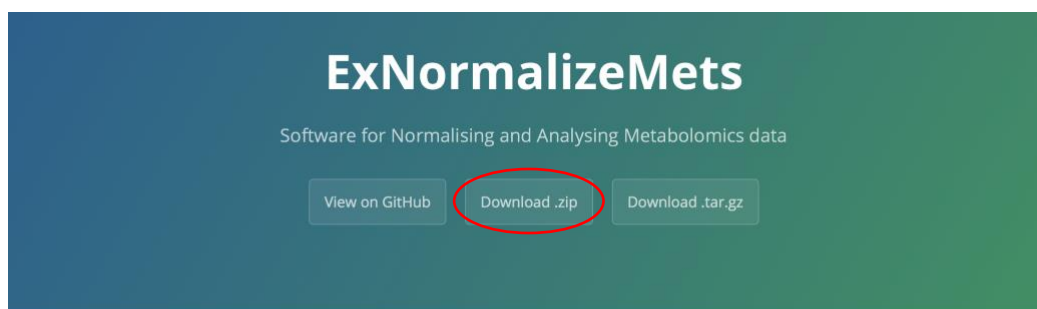 ExNormalizeMets
Software for Normalising and Analysing Metabolomics data
View on GitHub
Download .zip
Download .tar.gz